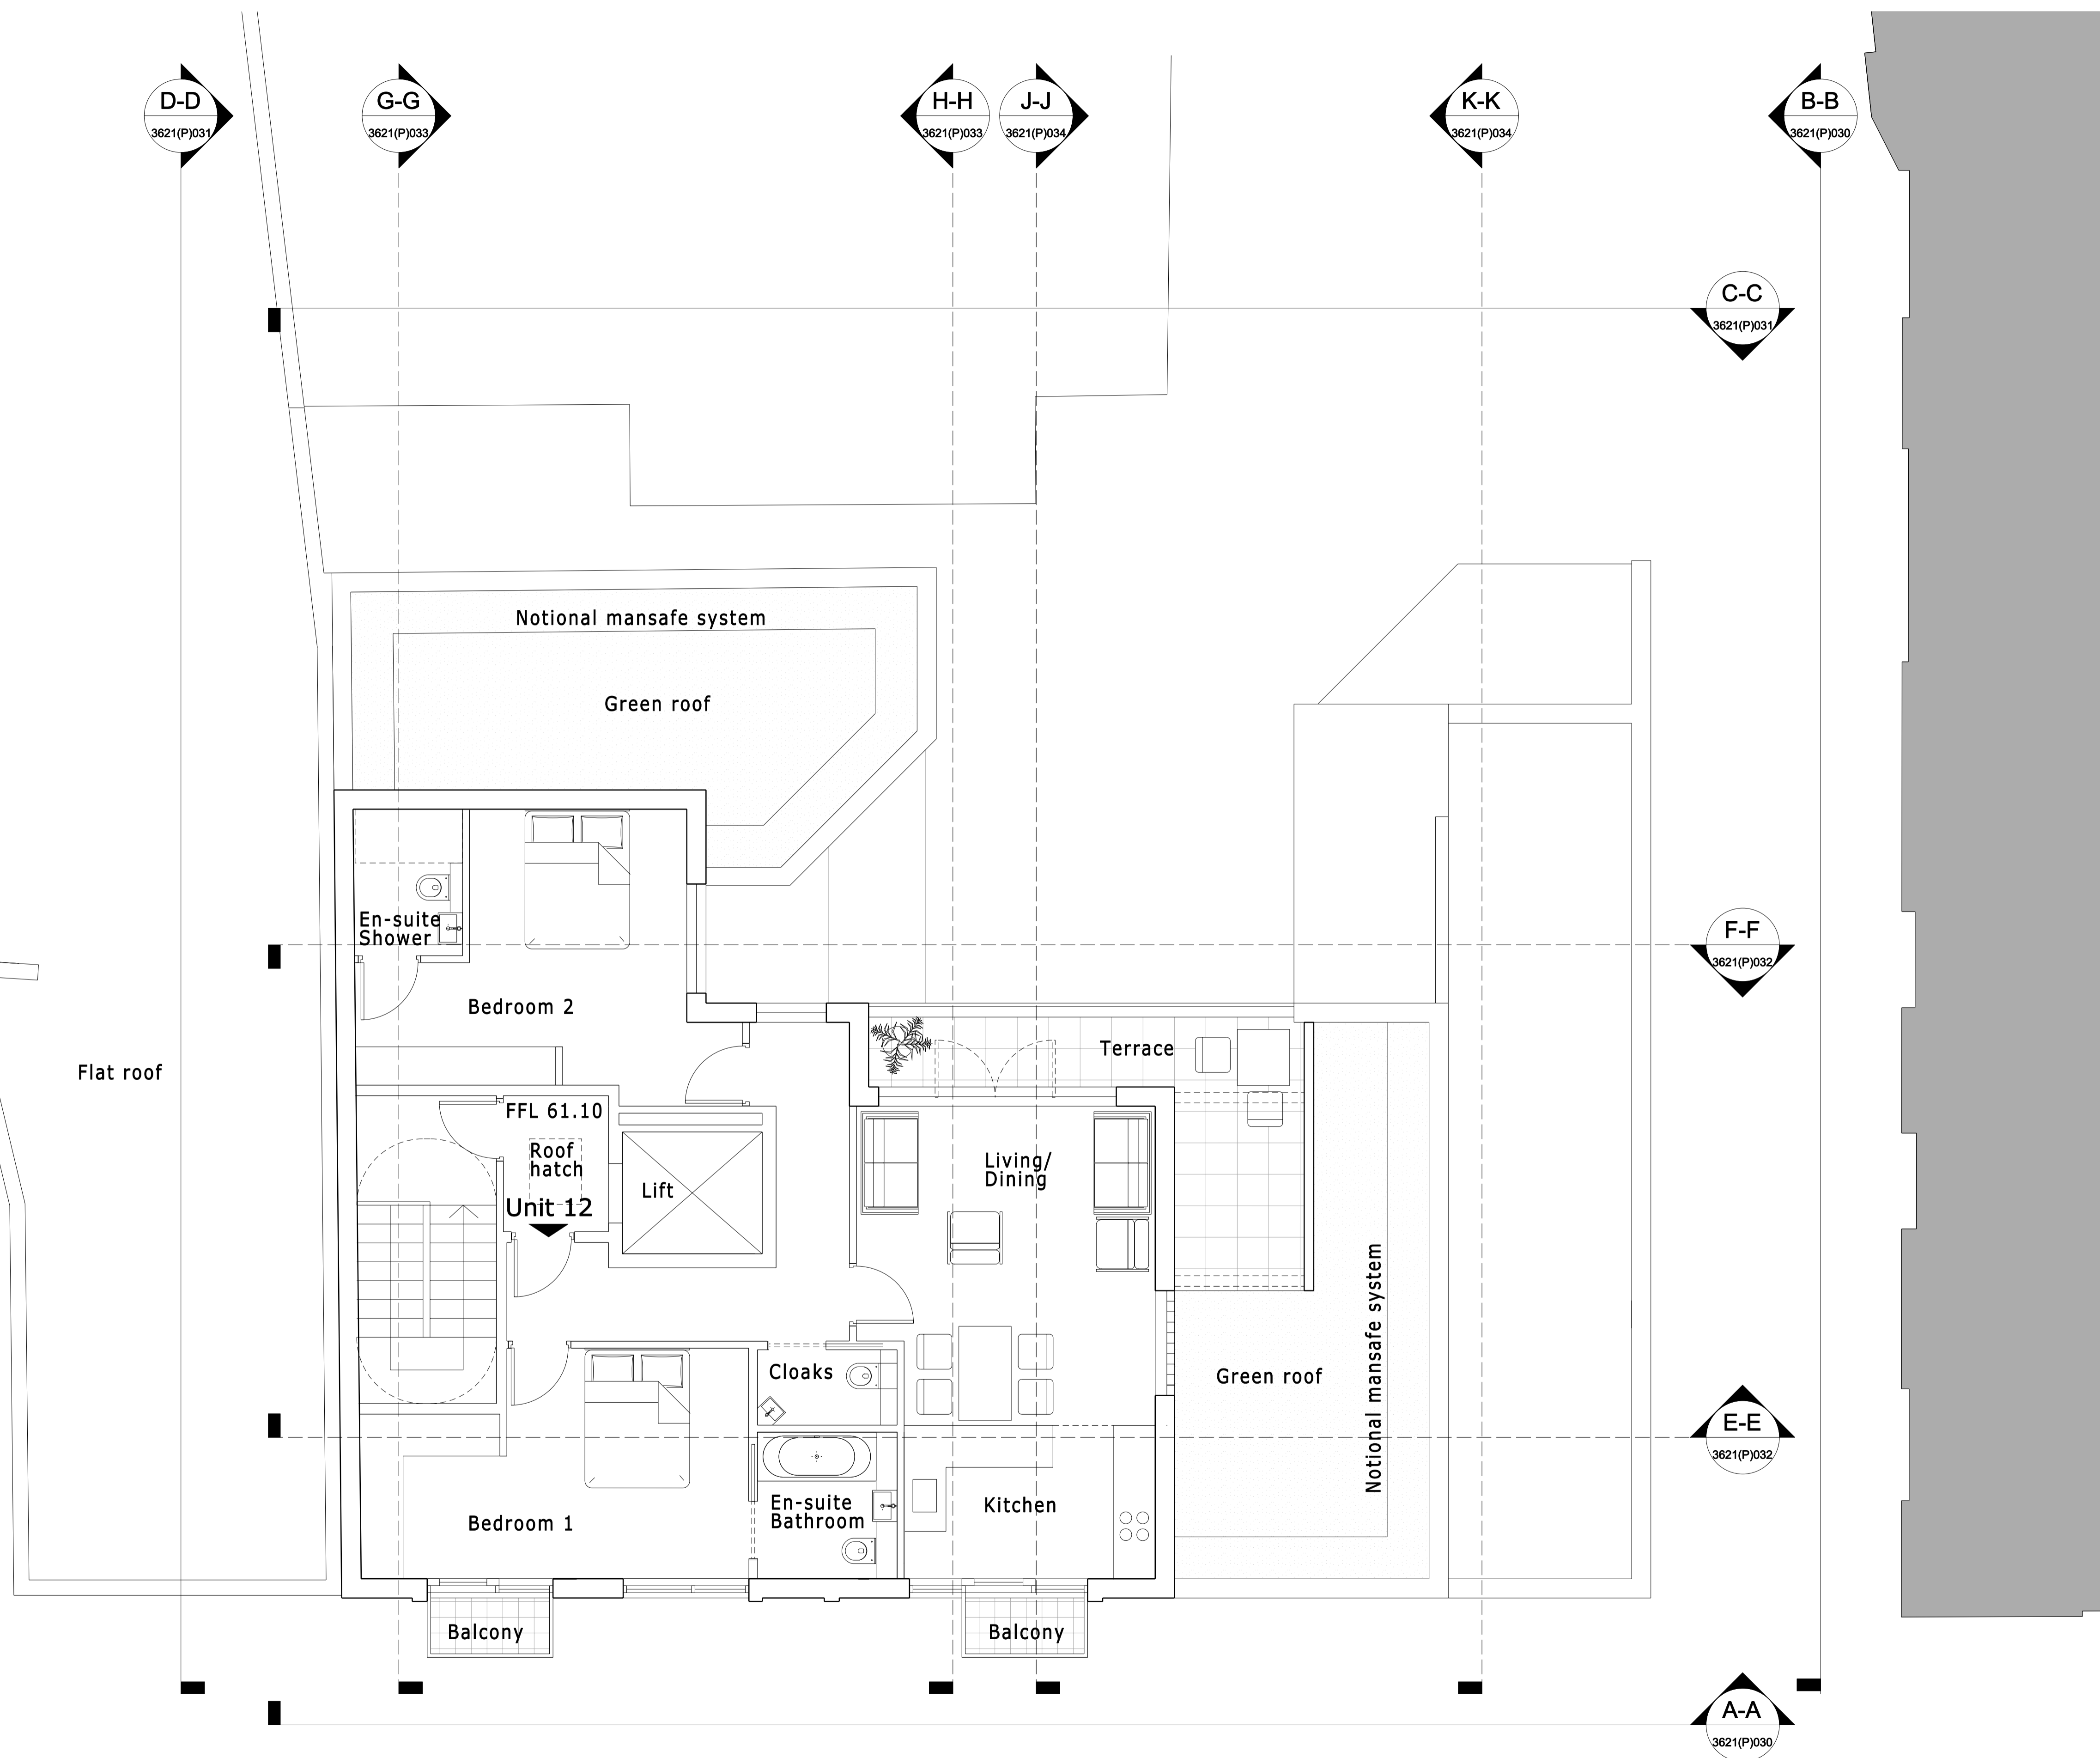 D-D
3621(P)031
G-G
3621(P)033
H-H
3621(P)033
J-J
3621(P)034
K-K
3621(P)034
B-B
3621(P)030
C-C
3621(P)031
Notional mansafe system
Green roof
En-suite
Shower
F-F
3621(P)032
Bedroom 2
Terrace
Flat roof
FFL 61.10
Roof
hatch
Unit 12
Lift
Living/
Dining
Notional mansafe system
Green roof
Cloaks
E-E
3621(P)032
En-suite
Bathroom
Kitchen
Bedroom 1
Balcony
Balcony
A-A
3621(P)030